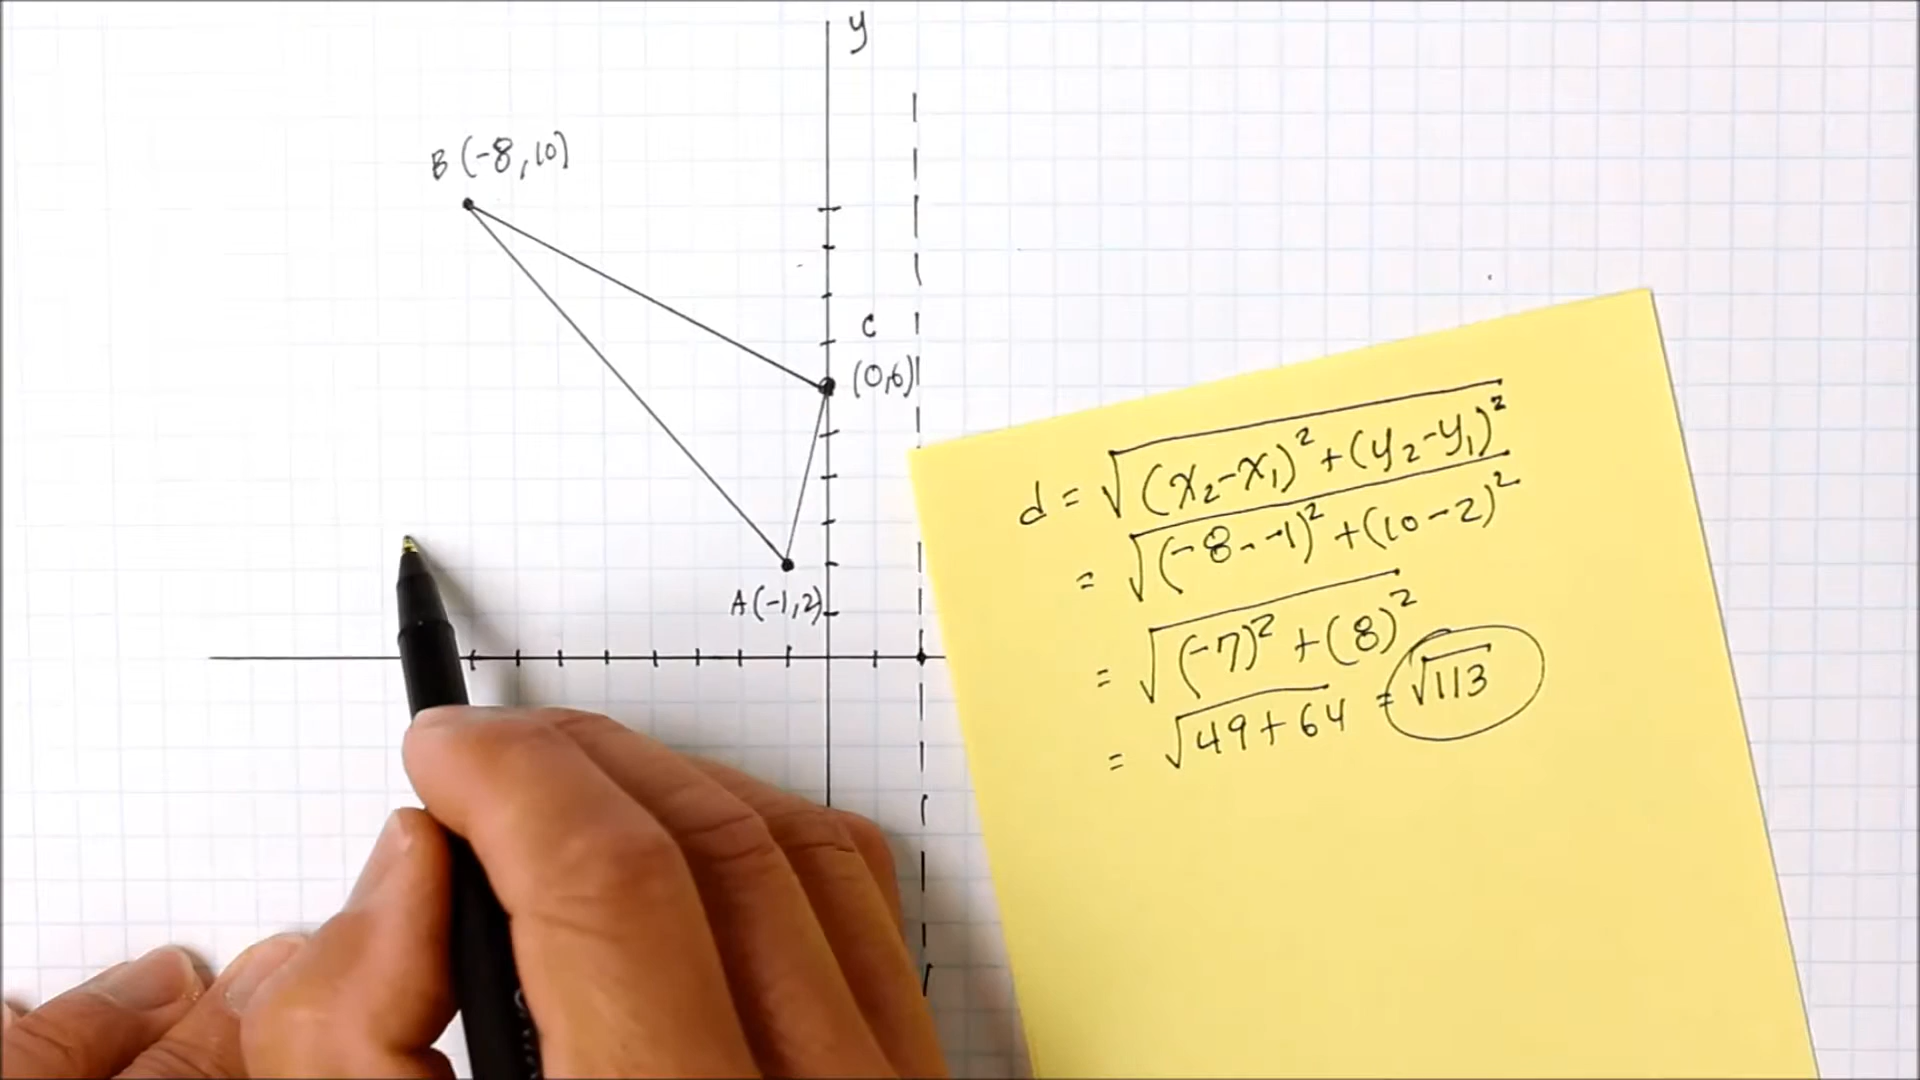 y
B (-8,10)
C
(0,6)
A (-1,2)
d = √(x₂-x₁)² + (y₂-y₁)²
= √(-8--1)² + (10-2)²
= √(-7)² + (8)²
= √49+64 = √113